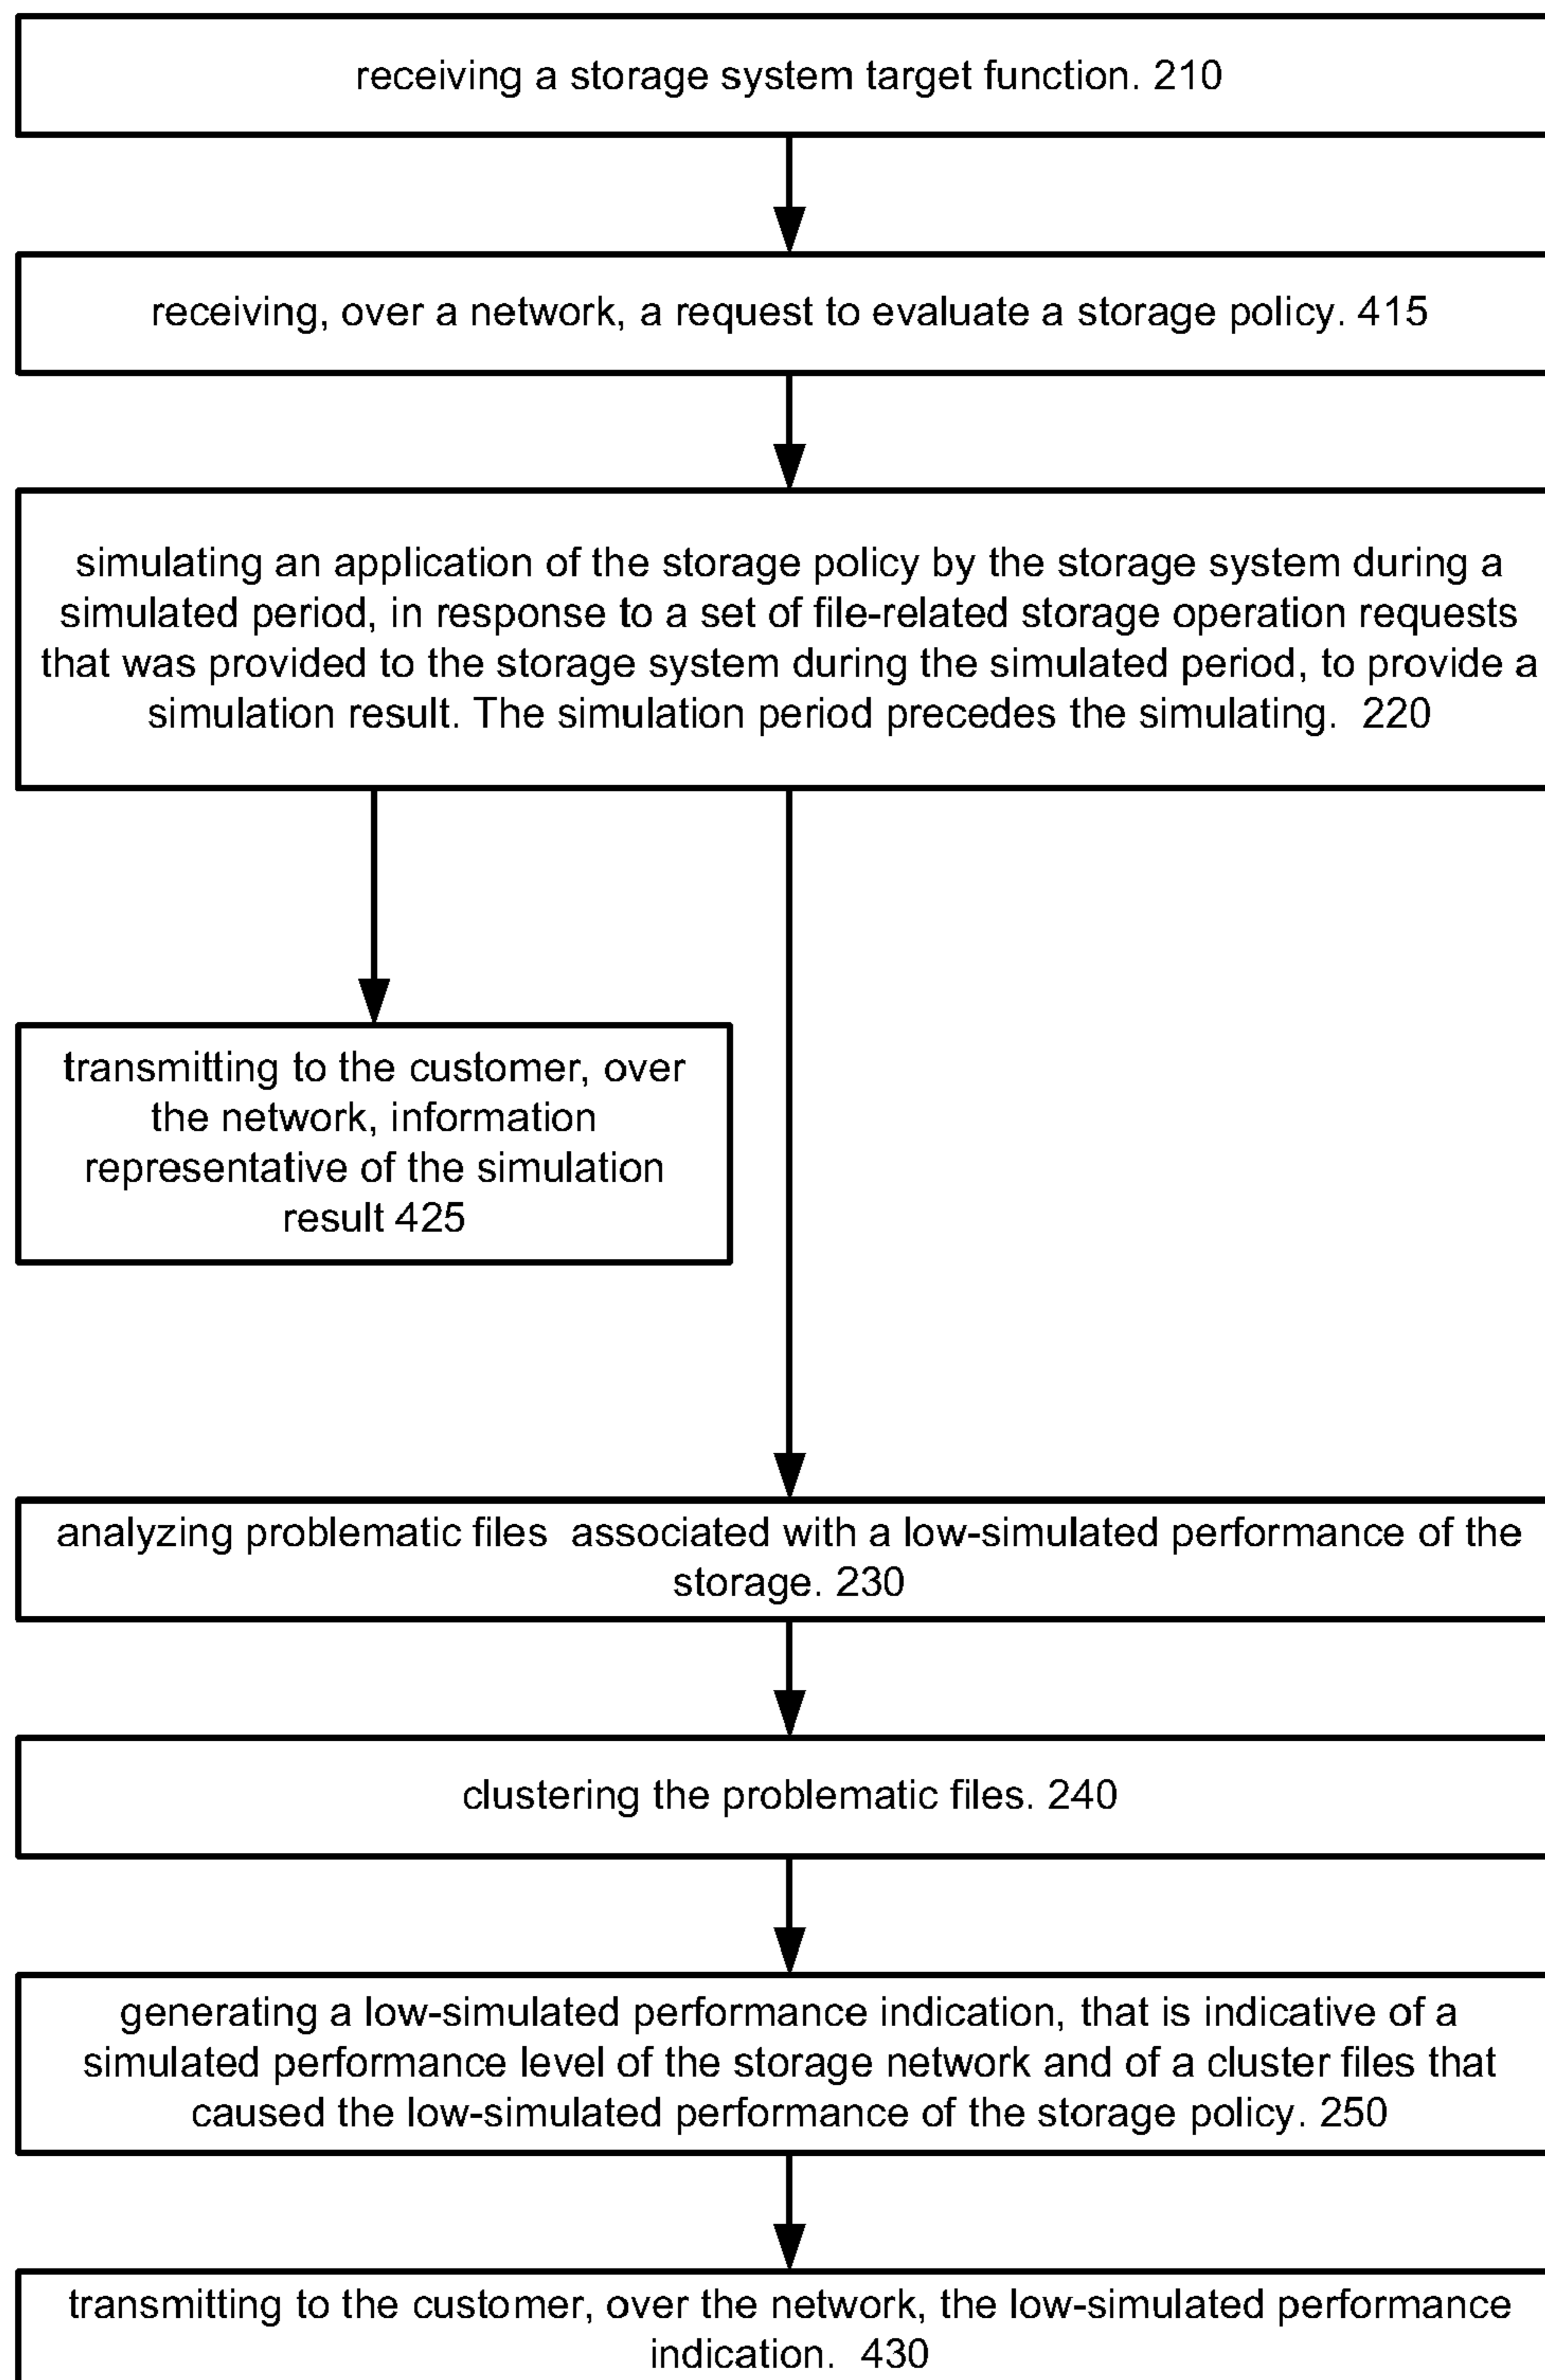 receiving a storage system target function. 210
receiving, over a network, a request to evaluate a storage policy. 415
simulating an application of the storage policy by the storage system during a
simulated period, in response to a set of file-related storage operation requests
that was provided to the storage system during the simulated period, to provide a
simulation result. The simulation period precedes the simulating.  220
transmitting to the customer, over
the network, information
representative of the simulation
result 425
analyzing problematic files  associated with a low-simulated performance of the
storage. 230
clustering the problematic files. 240
generating a low-simulated performance indication, that is indicative of a
simulated performance level of the storage network and of a cluster files that
caused the low-simulated performance of the storage policy. 250
transmitting to the customer, over the network, the low-simulated performance
indication.  430